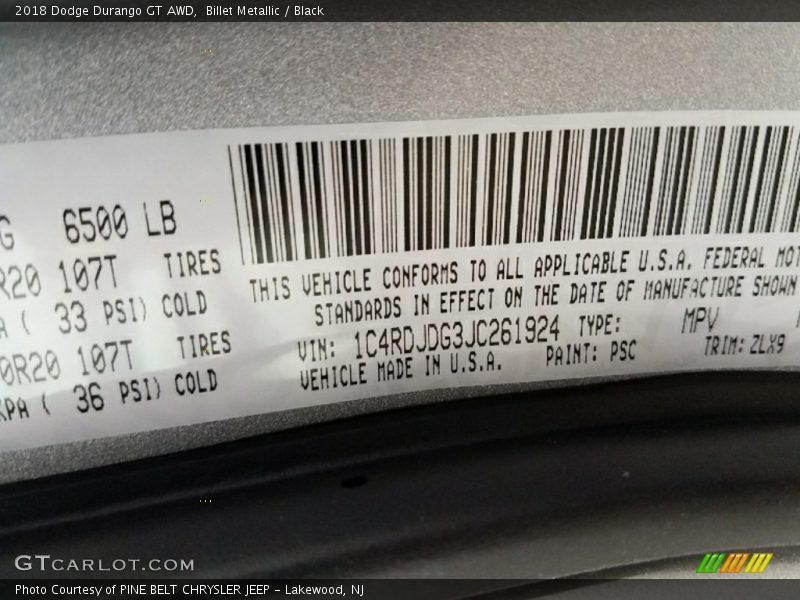 2018 Dodge Durango GT AWD,  Billet Metallic / Black
G 6500 LB
R20 107T TIRES
A ( 33 PSI) COLD
0R20 107T TIRES
KPA ( 36 PSI) COLD
THIS VEHICLE CONFORMS TO ALL APPLICABLE U.S.A. FEDERAL MOT
STANDARDS IN EFFECT ON THE DATE OF MANUFACTURE SHOWN
VIN: 1C4RDJDG3JC261924 TYPE: MPV
VEHICLE MADE IN U.S.A. PAINT: PSC TRIM: ZLX9
GTCARLOT.COM
Photo Courtesy of PINE BELT CHRYSLER JEEP - Lakewood, NJ